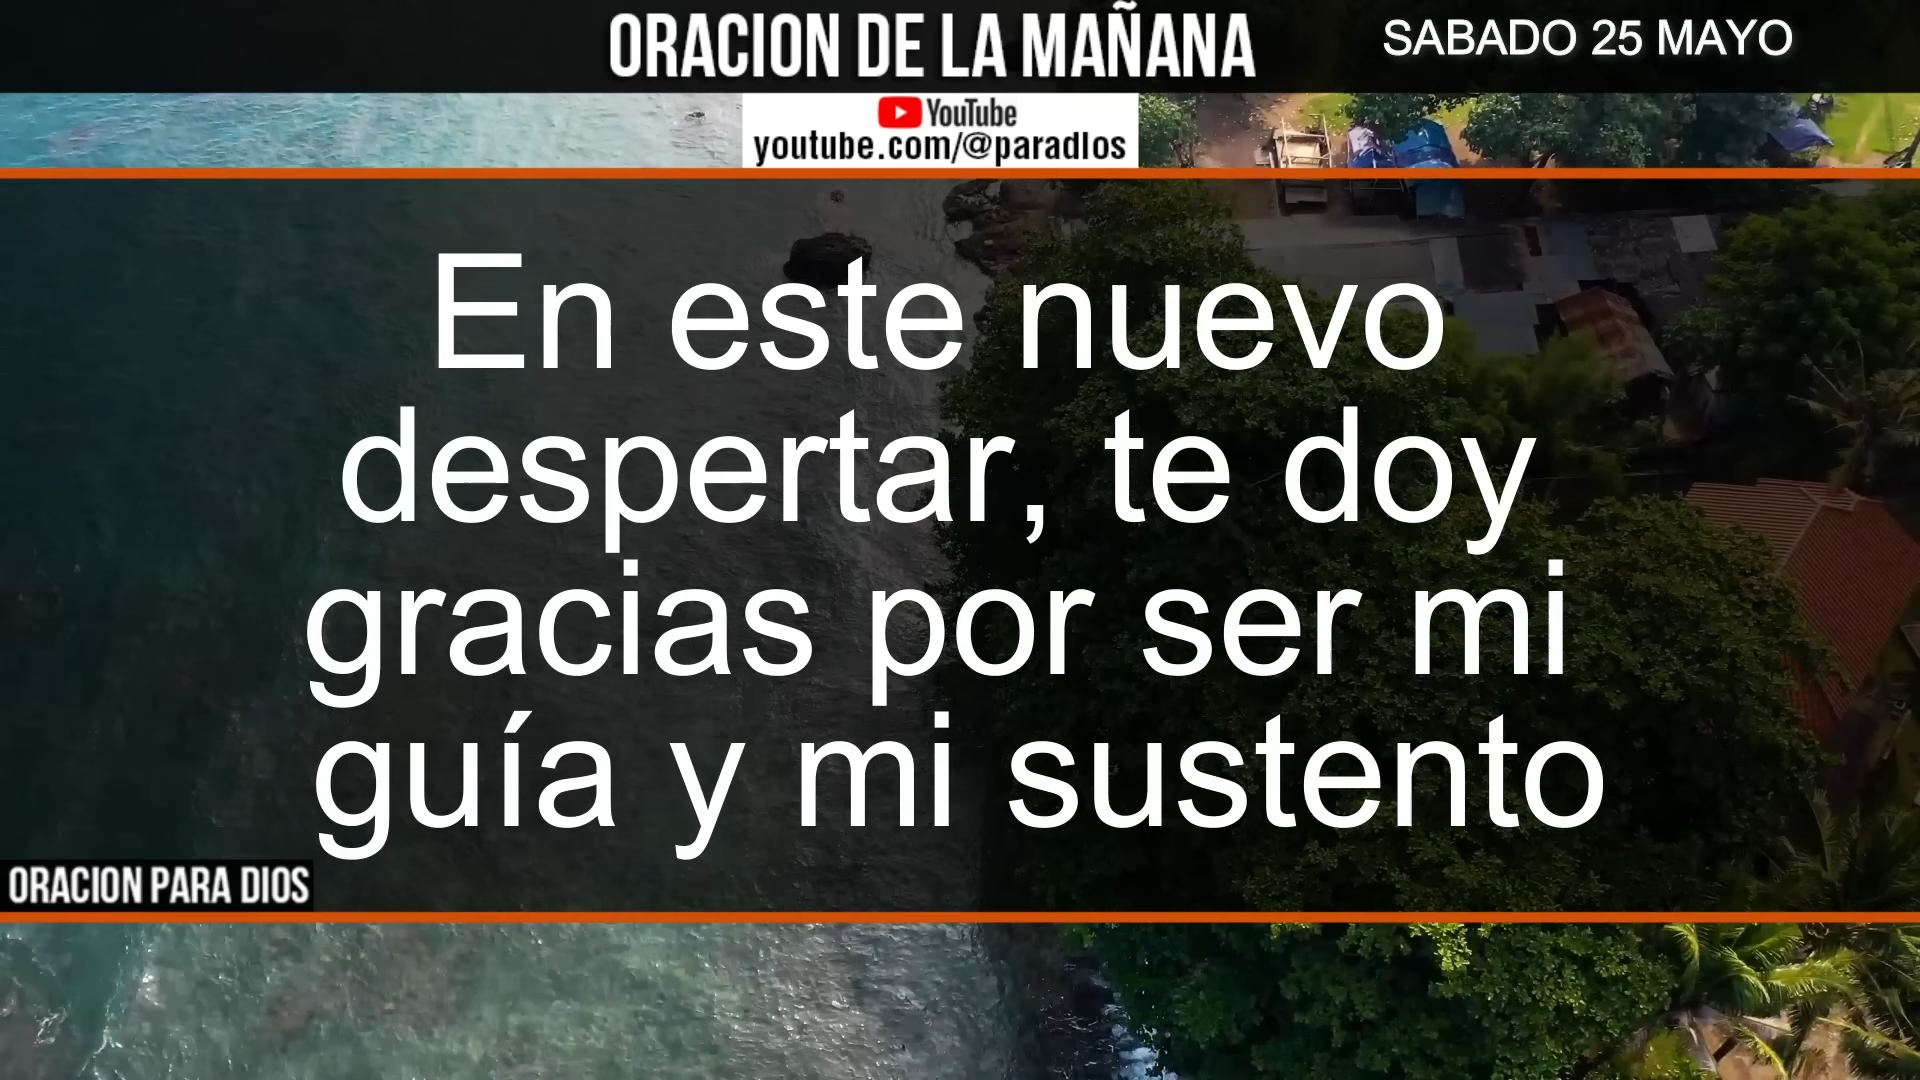 ORACION DE LA MAÑANA
SABADO 25 MAYO
YouTube
youtube.com/@paradIos
En este nuevo
despertar, te doy
gracias por ser mi
guía y mi sustento
ORACION PARA DIOS